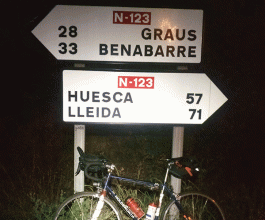 N-123
28 GRAUS
33 BENABARRE
N-123
HUESCA 57
LLEIDA 71